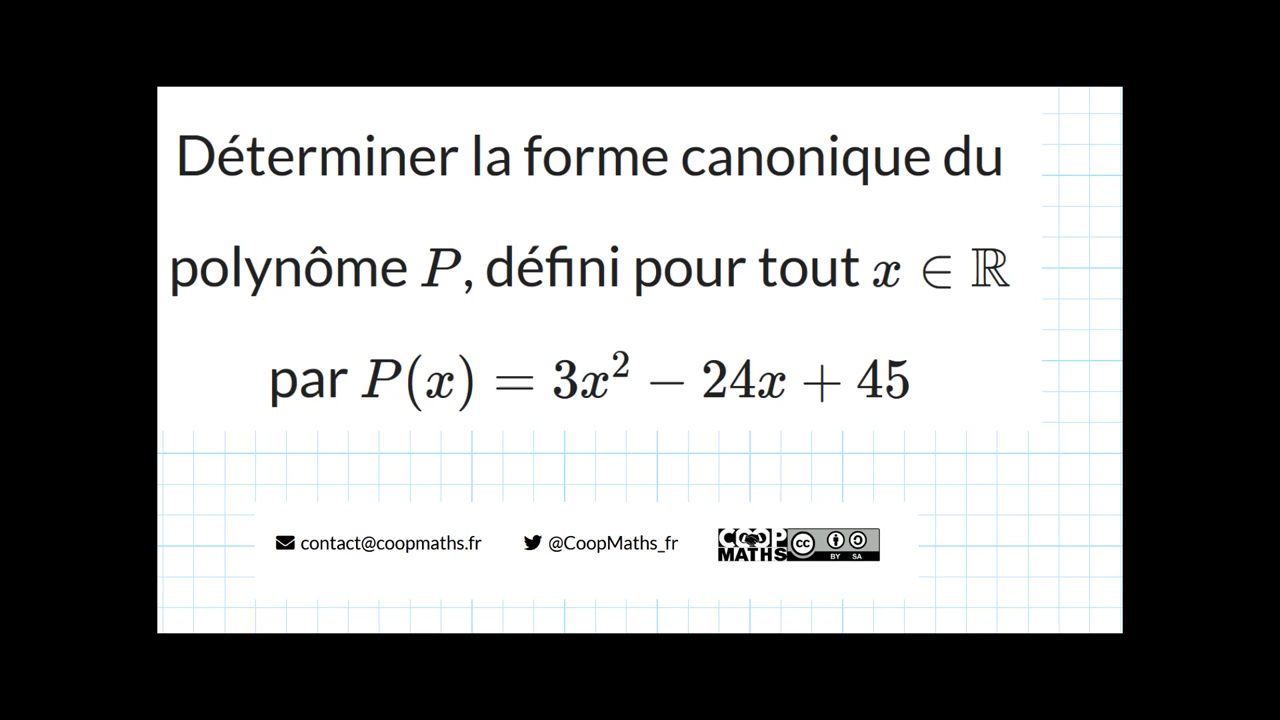 Déterminer la forme canonique du
polynôme P, défini pour tout x ∈ ℝ
par P(x) = 3x² − 24x + 45
contact@coopmaths.fr @CoopMaths_fr COOP MATHS cc BY SA